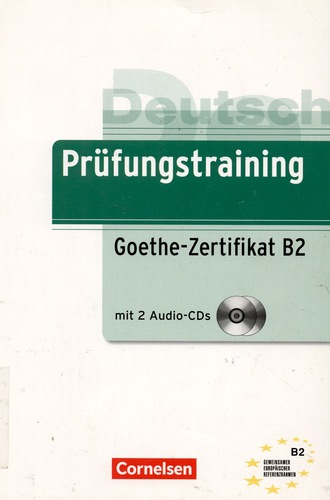 Deutsch
Prüfungstraining
Goethe-Zertifikat B2
mit 2 Audio-CDs
B2
GEMEINSAMER
EUROPÄISCHER
REFERENZRAHMEN
Cornelsen